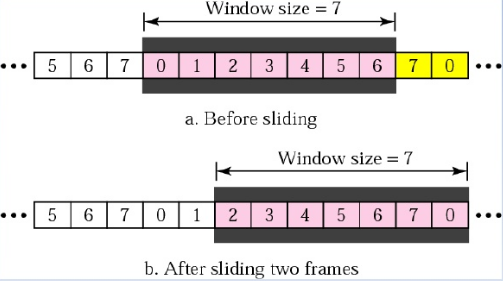 Window size = 7
••• 5 6 7 0 1 2 3 4 5 6 7 0 •••
a. Before sliding
Window size = 7
••• 5 6 7 0 1 2 3 4 5 6 7 0 •••
b. After sliding two frames